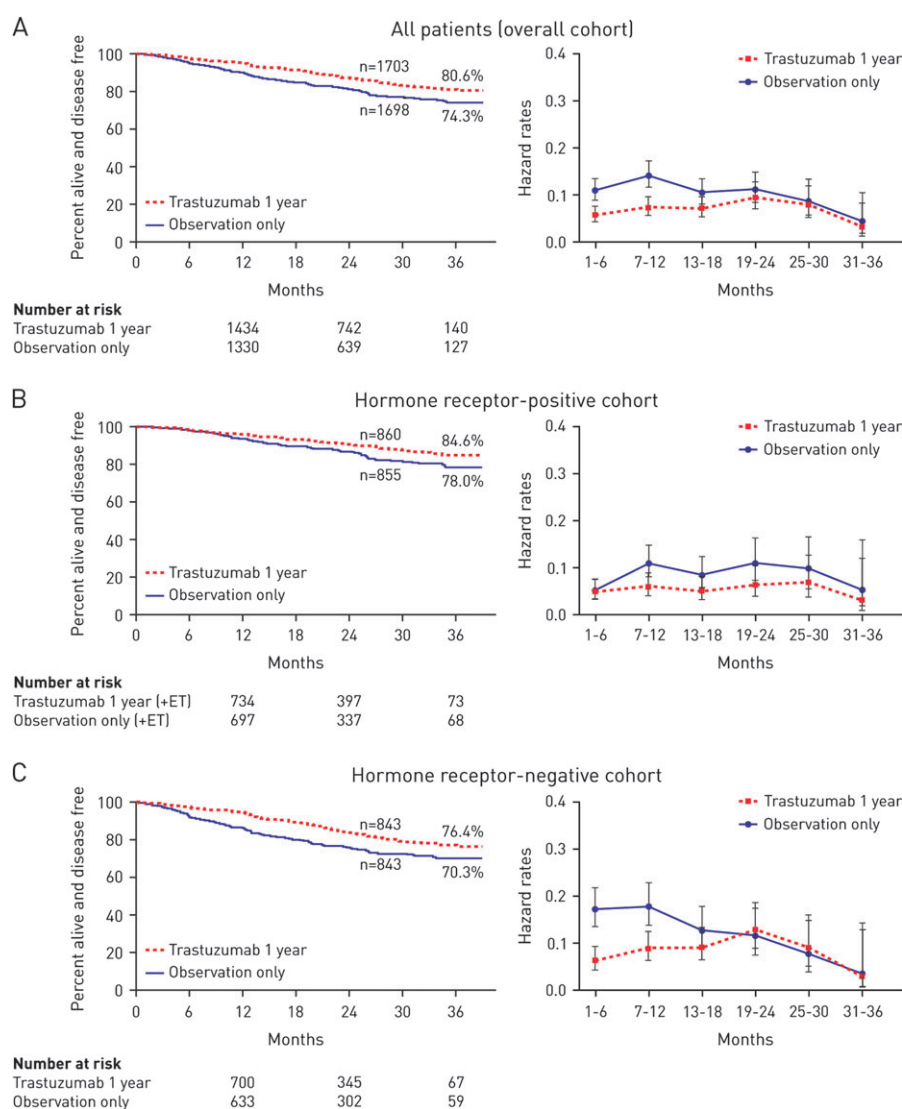 A
All patients (overall cohort)
Percent alive and disease free
100
80
60
40
20
0
n=1703
80.6%
n=1698
74.3%
Trastuzumab 1 year
Observation only
0 6 12 18 24 30 36
Months
Hazard rates
0.4
0.3
0.2
0.1
0.0
Trastuzumab 1 year
Observation only
1-6 7-12 13-18 19-24 25-30 31-36
Months
Number at risk
Trastuzumab 1 year 1434 742 140
Observation only 1330 639 127
B
Hormone receptor-positive cohort
Percent alive and disease free
100
80
60
40
20
0
n=860
84.6%
n=855
78.0%
Trastuzumab 1 year
Observation only
0 6 12 18 24 30 36
Months
Hazard rates
0.4
0.3
0.2
0.1
0.0
Trastuzumab 1 year
Observation only
1-6 7-12 13-18 19-24 25-30 31-36
Months
Number at risk
Trastuzumab 1 year (+ET) 734 397 73
Observation only (+ET) 697 337 68
C
Hormone receptor-negative cohort
Percent alive and disease free
100
80
60
40
20
0
n=843
76.4%
n=843
70.3%
Trastuzumab 1 year
Observation only
0 6 12 18 24 30 36
Months
Hazard rates
0.4
0.3
0.2
0.1
0.0
Trastuzumab 1 year
Observation only
1-6 7-12 13-18 19-24 25-30 31-36
Months
Number at risk
Trastuzumab 1 year 700 345 67
Observation only 633 302 59